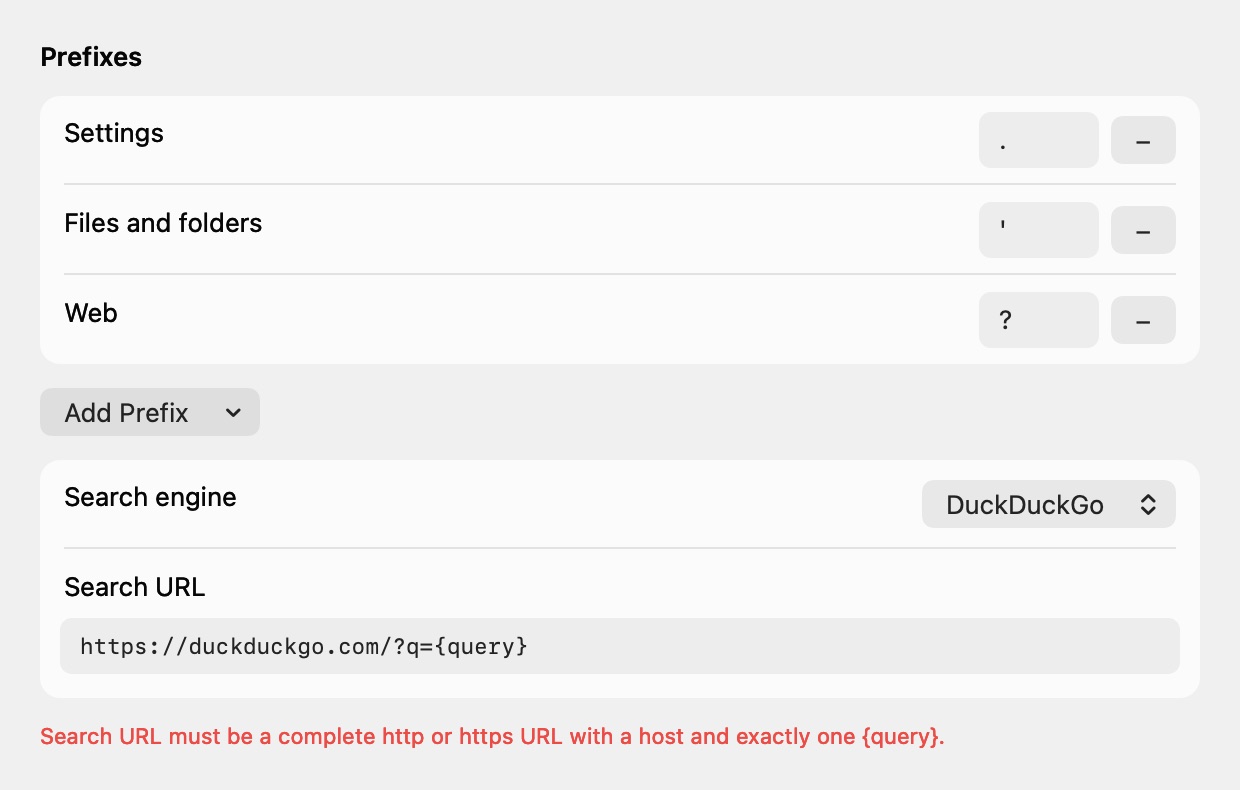 Prefixes
Settings . –
Files and folders ' –
Web ? –
Add Prefix
Search engine DuckDuckGo
Search URL
https://duckduckgo.com/?q={query}
Search URL must be a complete http or https URL with a host and exactly one {query}.